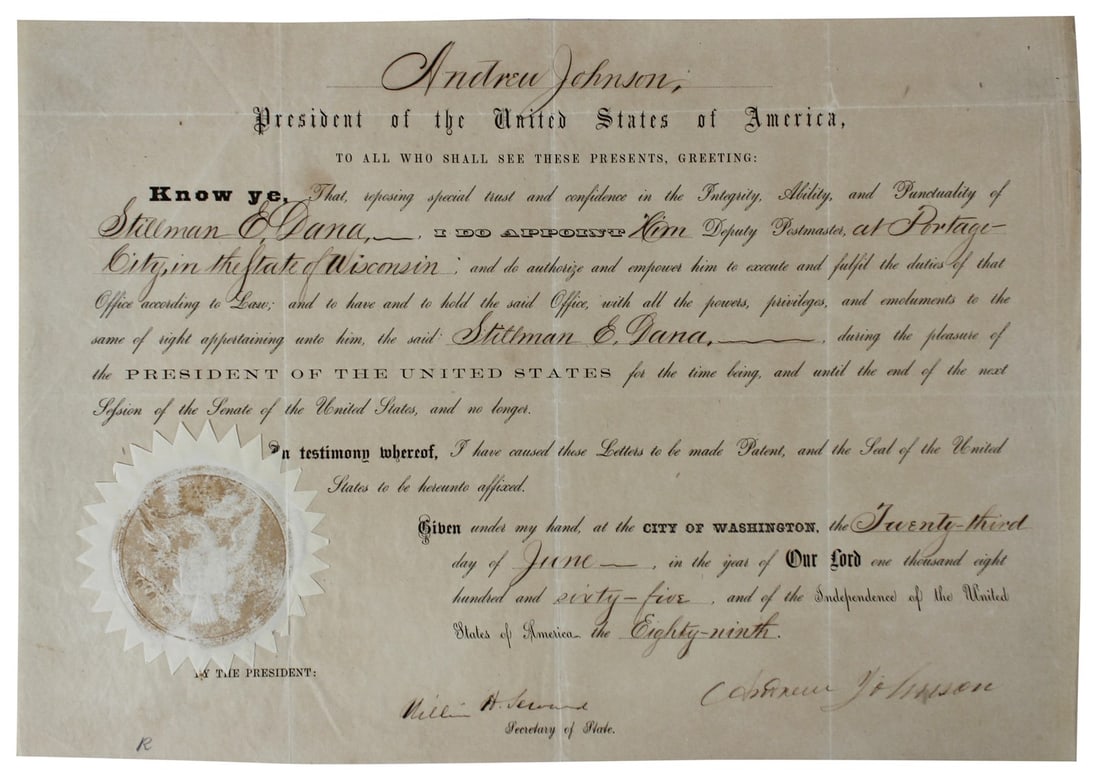 Andrew Johnson,
President of the United States of America,
TO ALL WHO SHALL SEE THESE PRESENTS, GREETING:
Know ye, That, reposing special trust and confidence in the Integrity, Ability, and Punctuality of
Stillman E. Dana, I DO APPOINT Him Deputy Postmaster, at Portage
City, in the State of Wisconsin; and do authorize and empower him to execute and fulfil the duties of that
Office according to Law; and to have and to hold the said Office, with all the powers, privileges, and emoluments to the
same of right appertaining unto him, the said Stillman E. Dana, during the pleasure of
the PRESIDENT OF THE UNITED STATES for the time being, and until the end of the next
Session of the Senate of the United States, and no longer.
In testimony whereof, I have caused these Letters to be made Patent, and the Seal of the United
States to be hereunto affixed.
Given under my hand, at the CITY OF WASHINGTON, the Twenty-third
day of June, in the year of Our Lord one thousand eight
hundred and sixty-five, and of the Independence of the United
States of America the Eighty-ninth.
BY THE PRESIDENT:
Andrew Johnson
William H. Seward
Secretary of State.
R